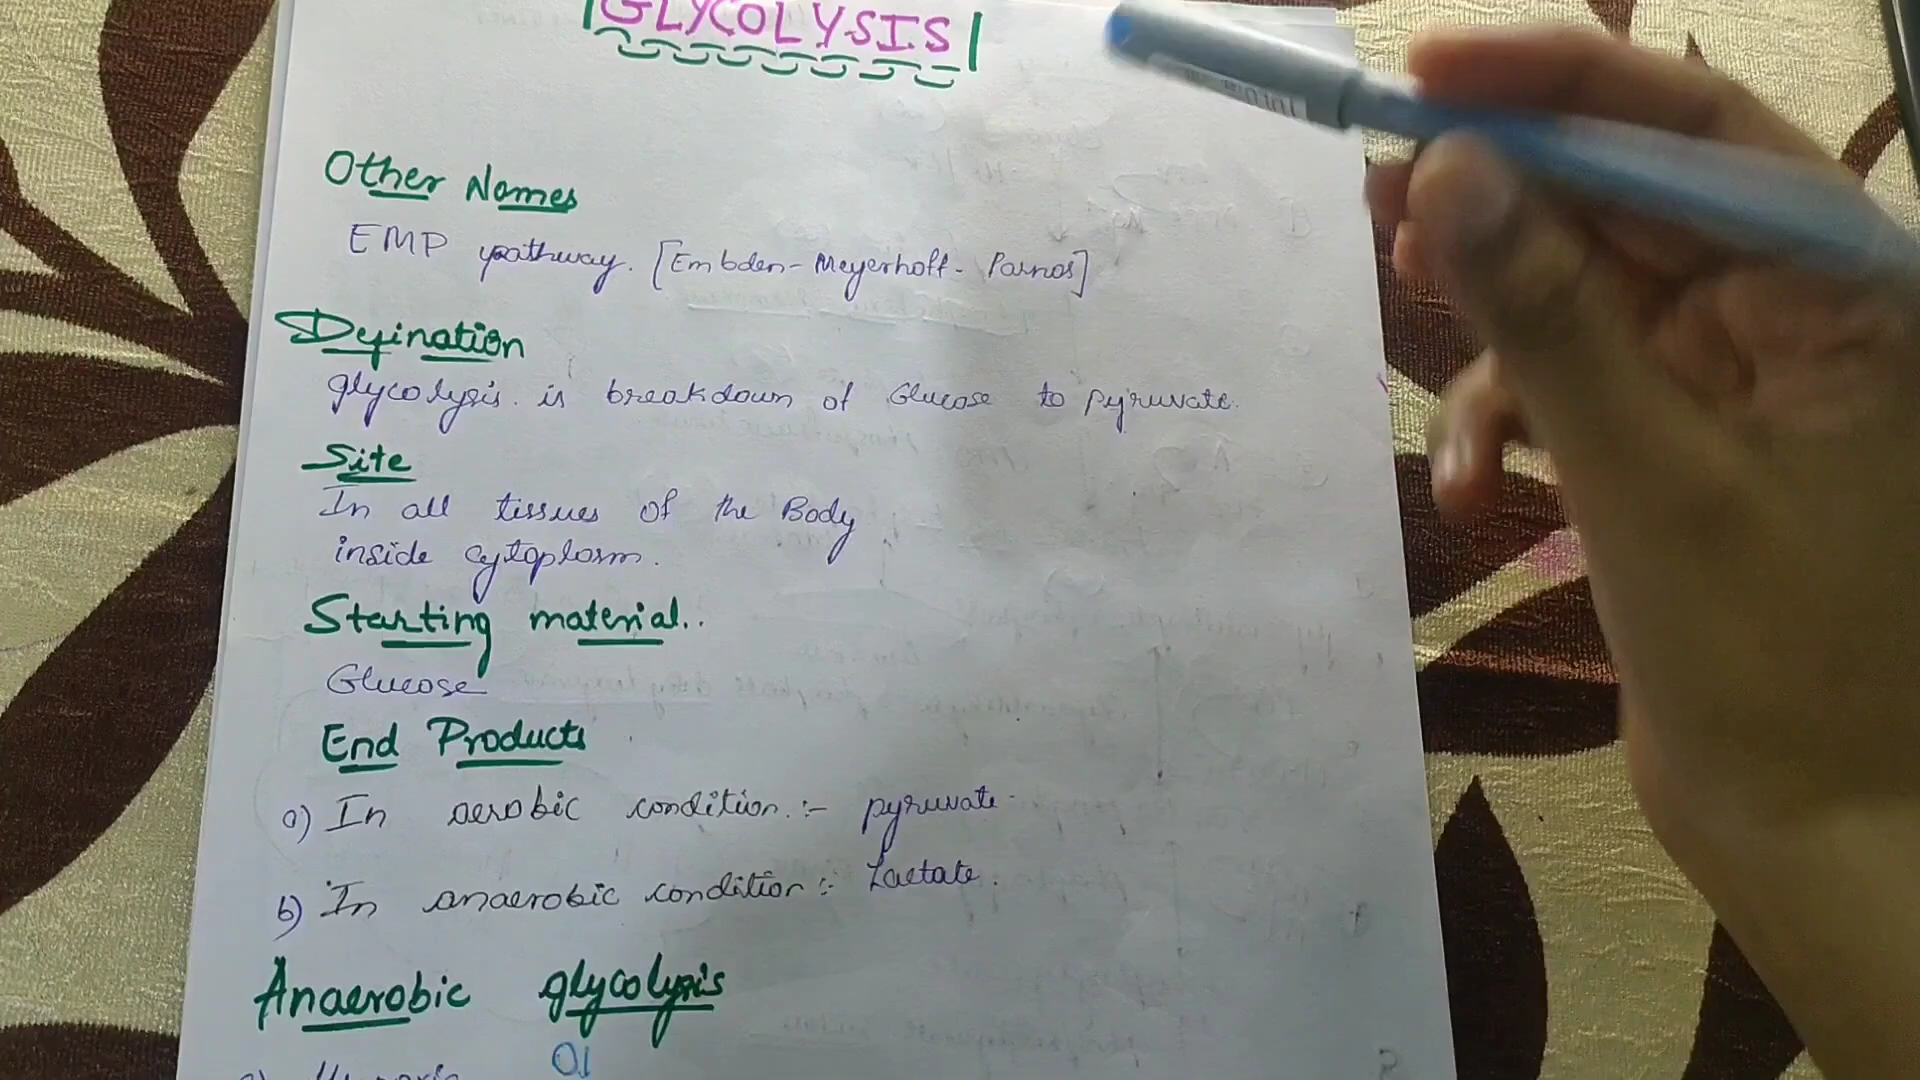 GLYCOLYSIS
Other Names
EMP pathway. [Embden-Meyerhoff-Parnas]
Defination
glycolysis is breakdown of Glucose to pyruvate.
Site
In all tissues of the Body
inside cytoplasm.
Starting material..
Glucose
End Products
a) In aerobic condition :- pyruvate
b) In anaerobic condition :- Lactate.
Anaerobic glycolysis